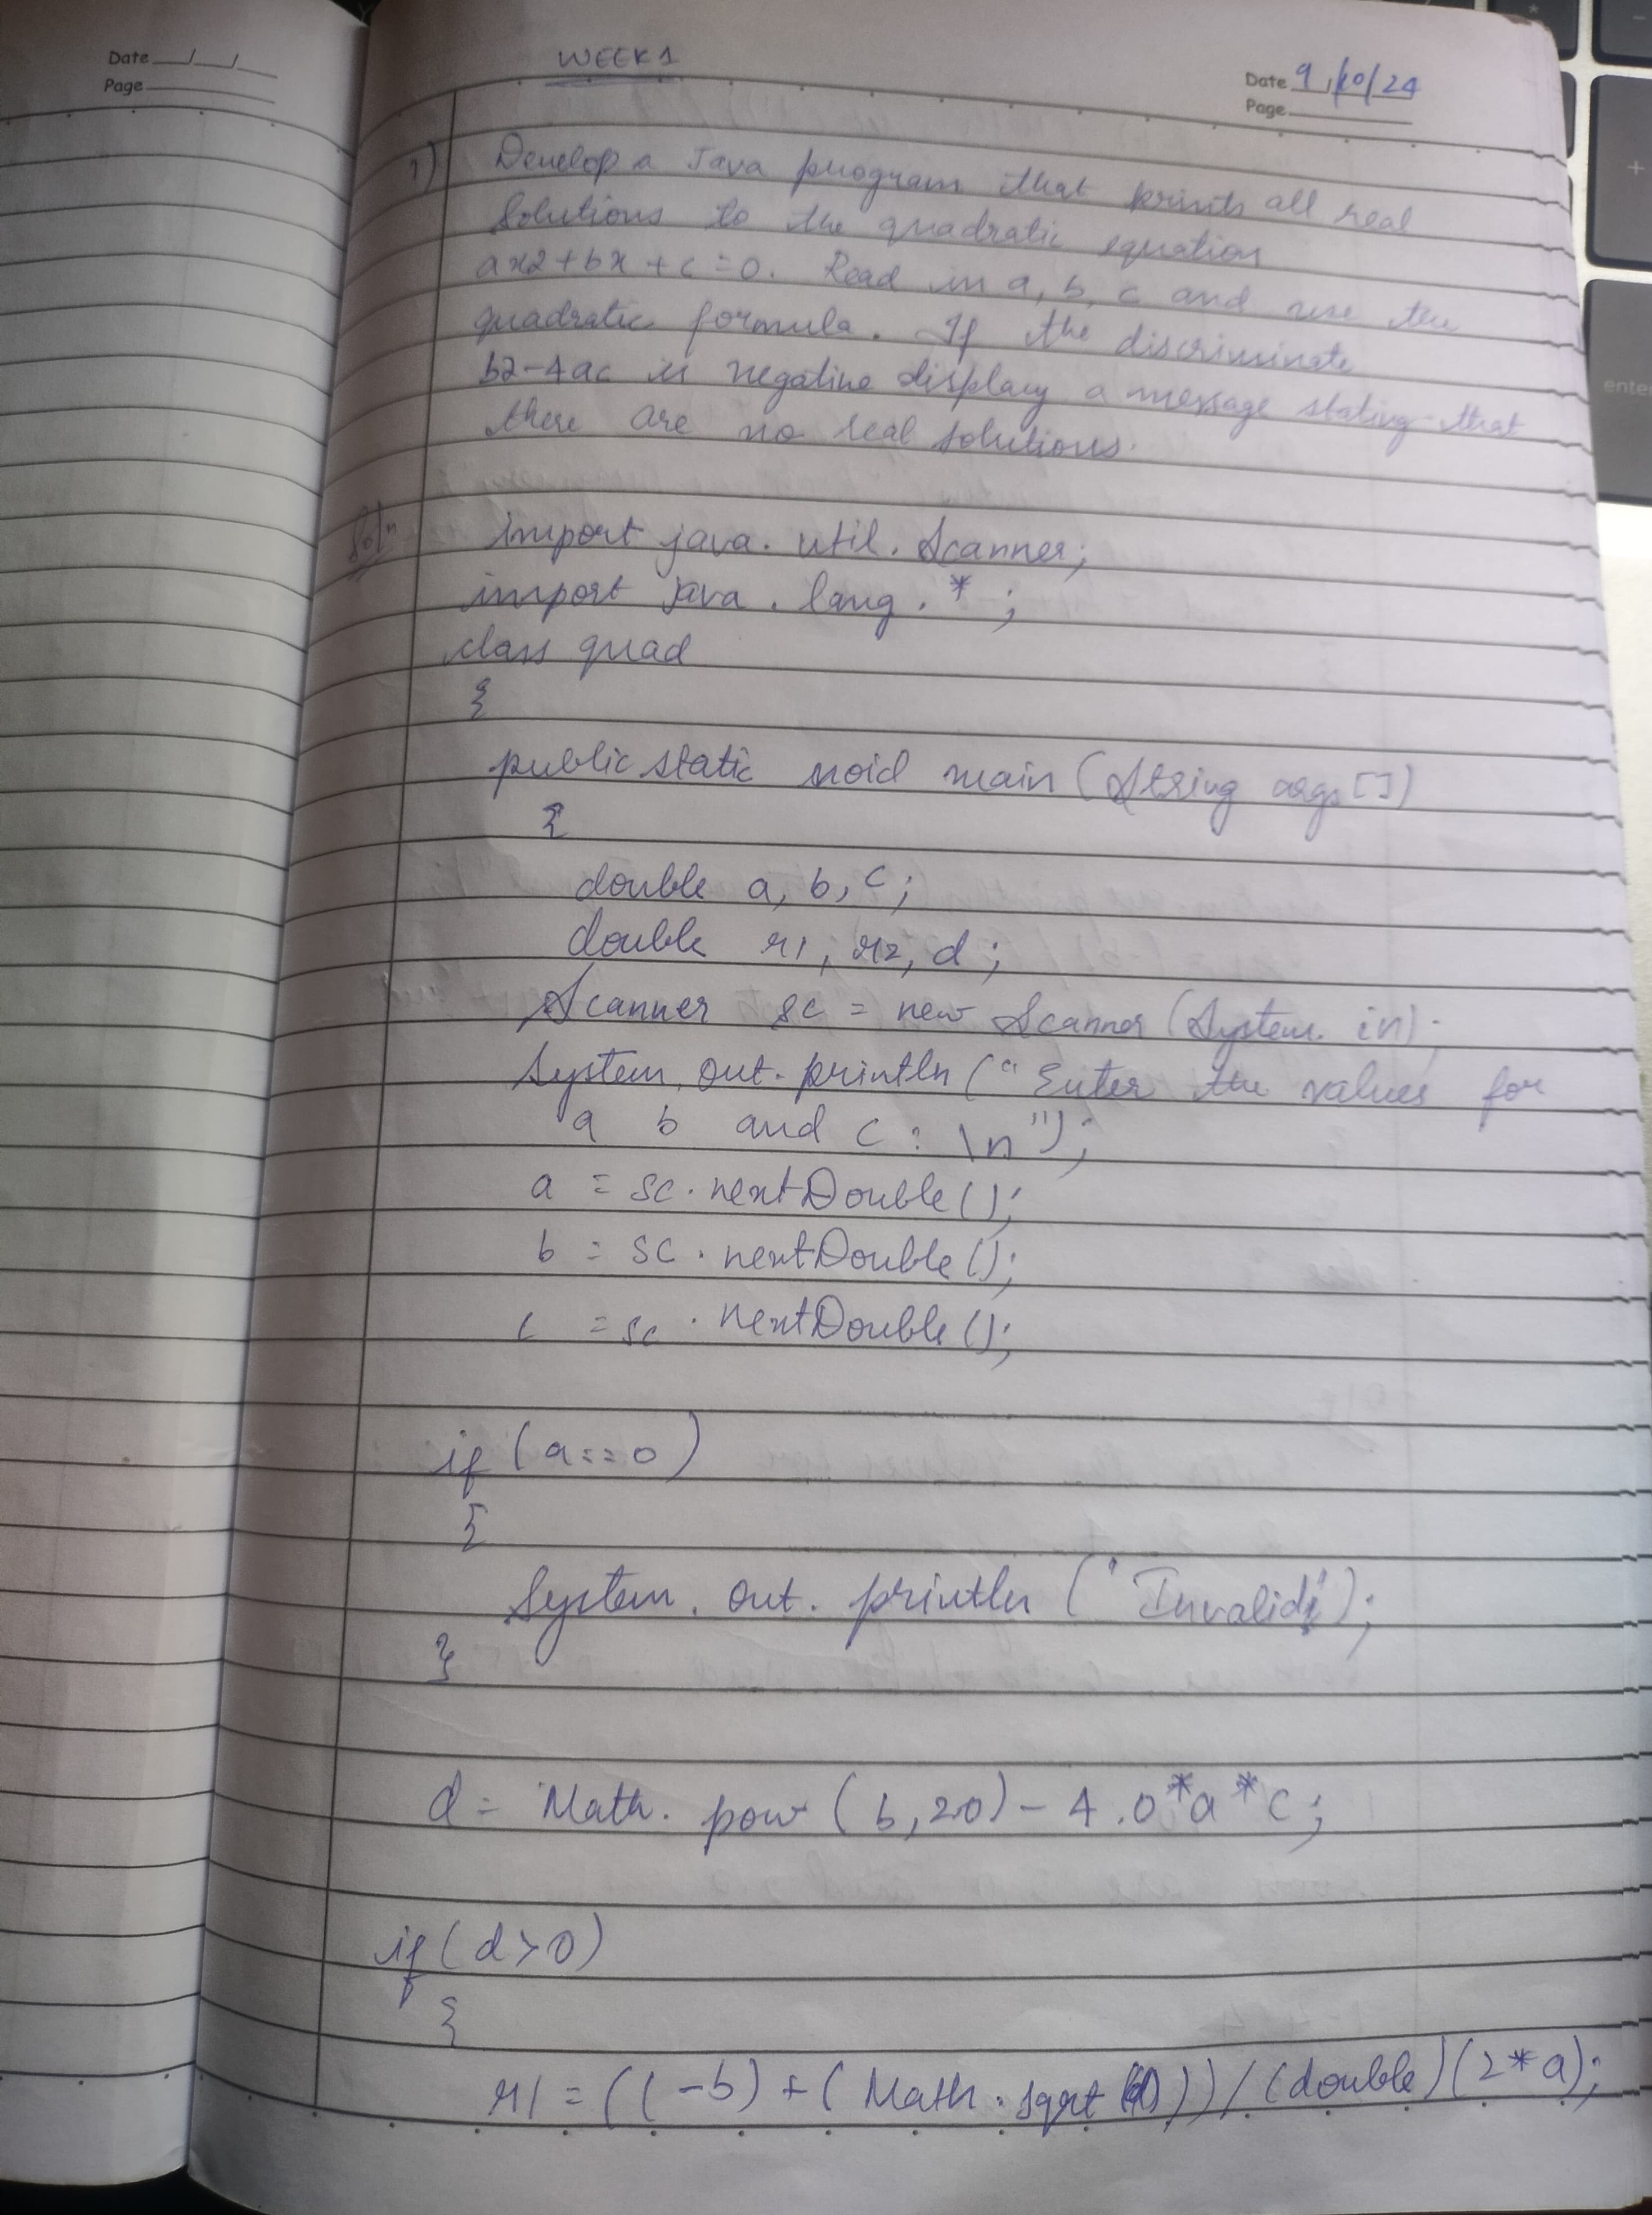 Date
Page
WEEK 1
Date 9/10/24
Page
1) Develop a Java program that prints all real
solutions to the quadratic equation
ax2+bx+c=0. Read in a, b, c and use the
quadratic formula. If the discriminate
b2-4ac is negative display a message stating that
there are no real solutions.
Solⁿ import java.util.Scanner;
import java.lang.*;
class quad
{
public static void main (String args[])
{
double a, b, c;
double r1, r2, d;
Scanner sc = new Scanner (System.in);
System.out.println ("Enter the values for
a b and c : \n");
a = sc.nextDouble();
b = sc.nextDouble();
c = sc.nextDouble();
if (a==0)
{
System.out.println ("Invalid");
}
d = Math.pow (b, 2.0) - 4.0*a*c;
if (d>0)
{
r1 = ((-b) + (Math.sqrt (d))) / (double) (2*a);
enter
+